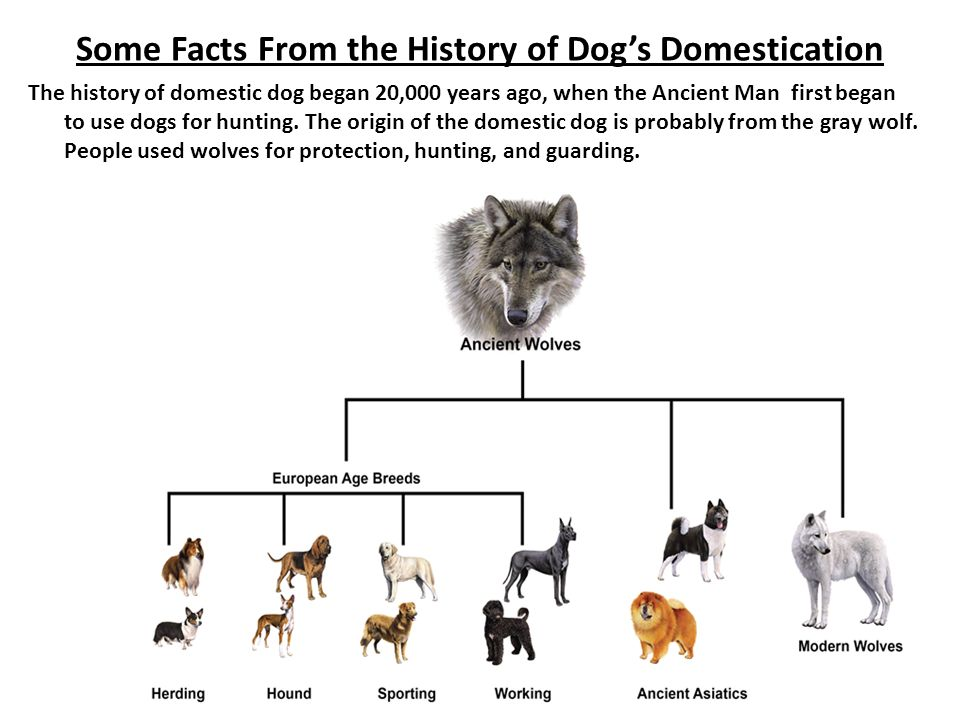 Some Facts From the History of Dog’s Domestication
The history of domestic dog began 20,000 years ago, when the Ancient Man first began
to use dogs for hunting. The origin of the domestic dog is probably from the gray wolf.
People used wolves for protection, hunting, and guarding.
Ancient Wolves
European Age Breeds
Modern Wolves
Herding Hound Sporting Working Ancient Asiatics